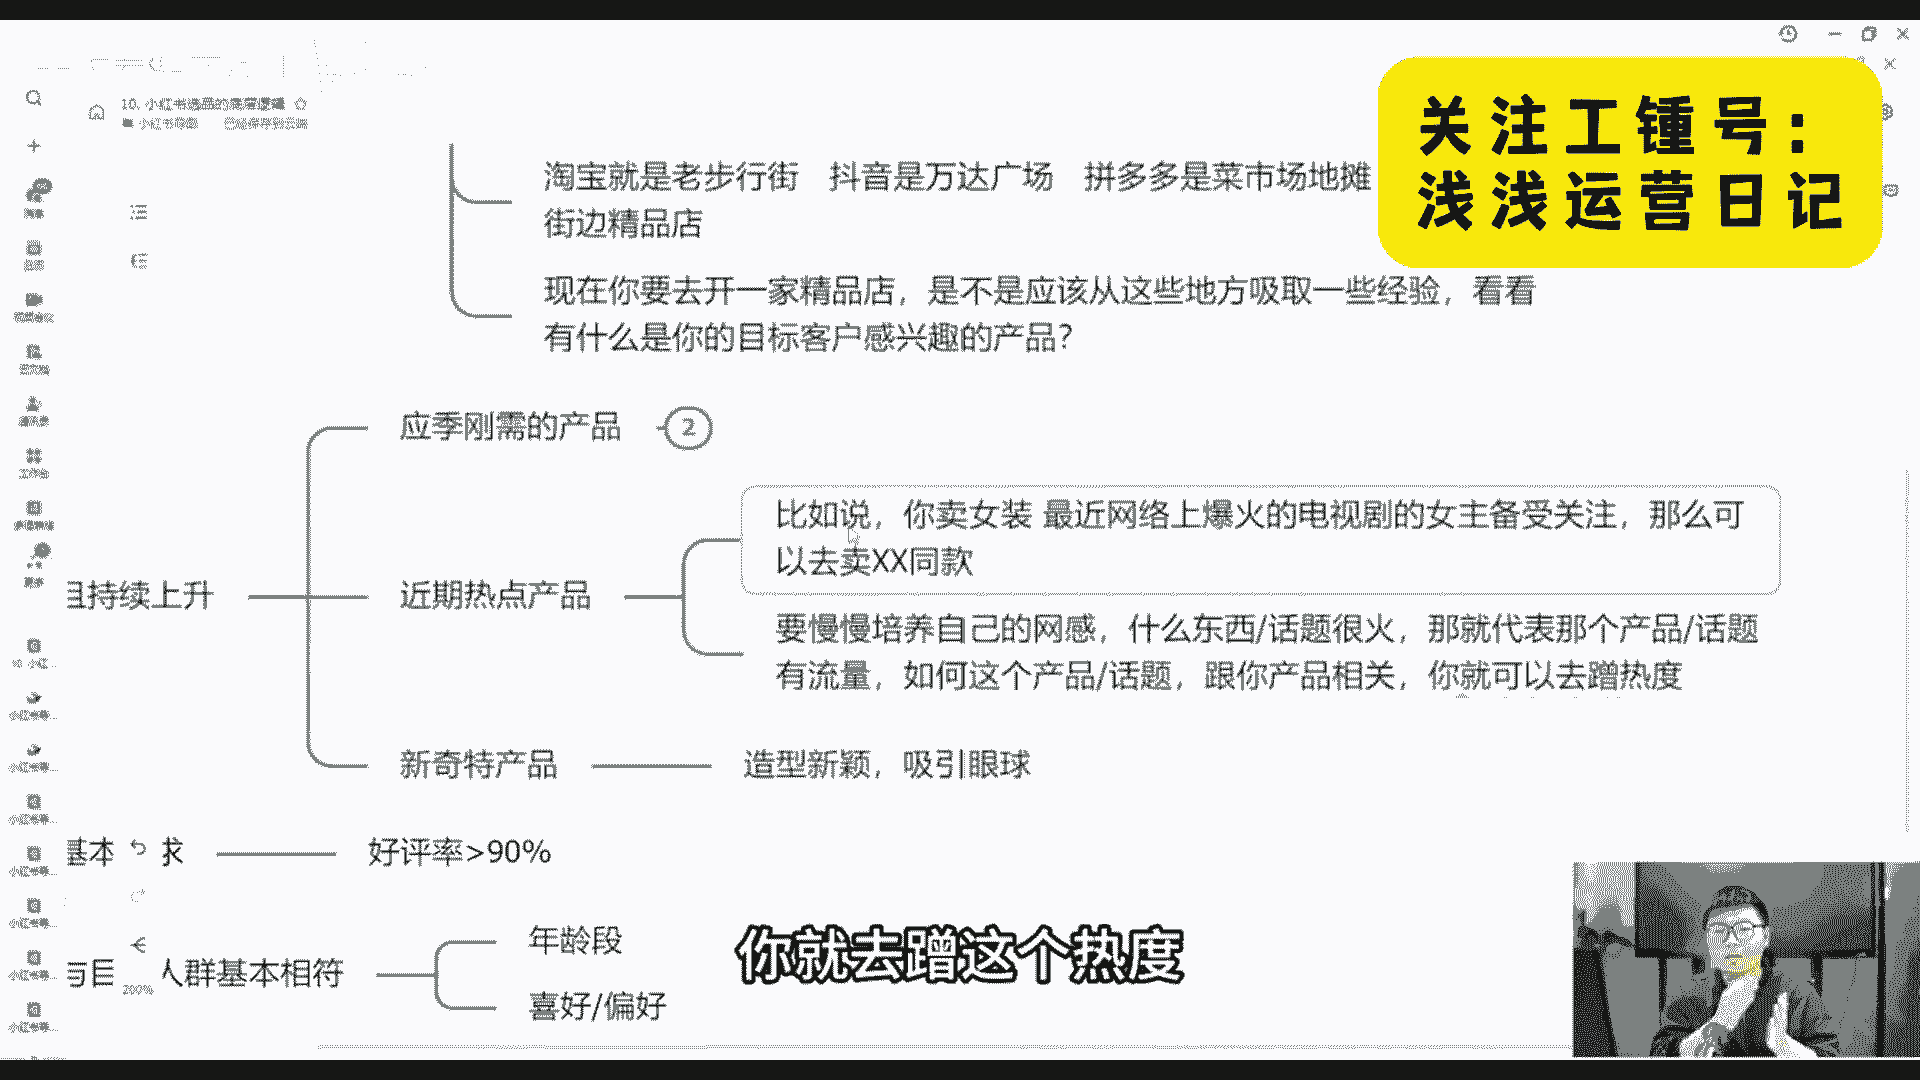 关注工锺号：
浅浅运营日记
10. 小红书选品的底层逻辑
淘宝就是老步行街 抖音是万达广场 拼多多是菜市场地摊
街边精品店
现在你要去开一家精品店，是不是应该从这些地方吸取一些经验，看看
有什么是你的目标客户感兴趣的产品？
应季刚需的产品
2
比如说，你卖女装 最近网络上爆火的电视剧的女主备受关注，那么可
以去卖XX同款
且持续上升
近期热点产品
要慢慢培养自己的网感，什么东西/话题很火，那就代表那个产品/话题
有流量，如何这个产品/话题，跟你产品相关，你就可以去蹭热度
新奇特产品
造型新颖，吸引眼球
基本 求
好评率>90%
与目 人群基本相符
年龄段
喜好/偏好
200%
你就去蹭这个热度